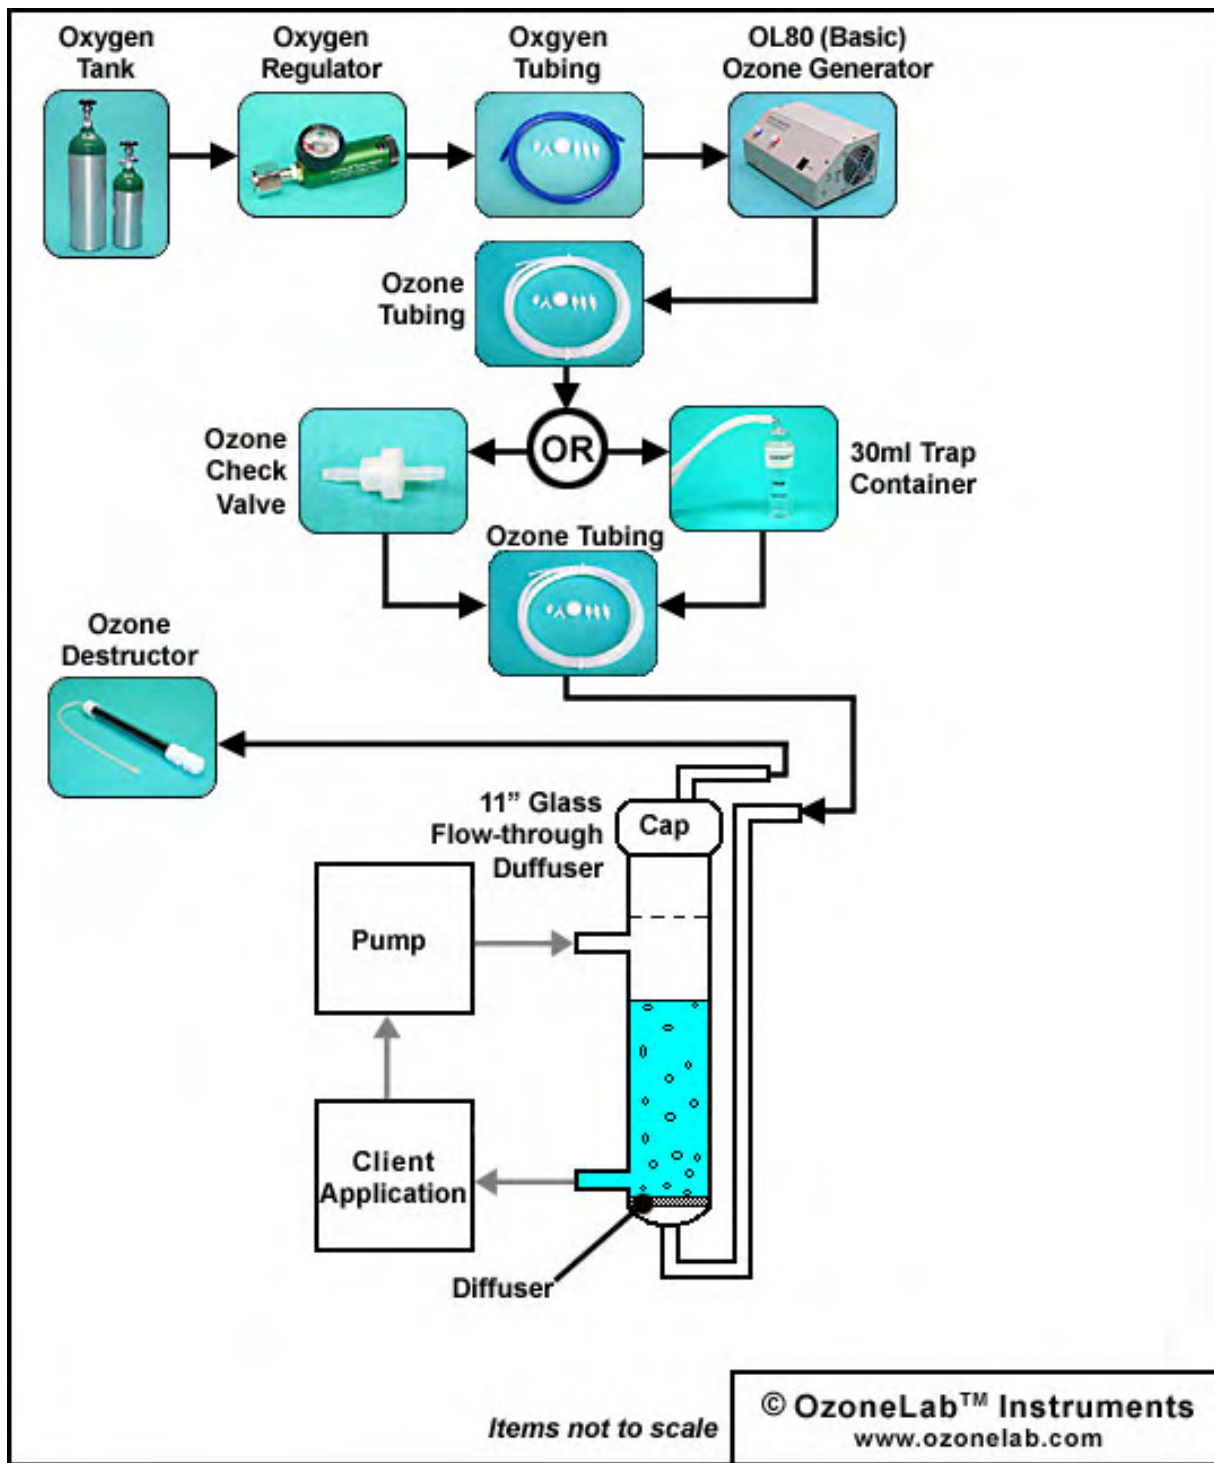 Oxygen
Tank
Oxygen
Regulator
Oxgyen
Tubing
OL80 (Basic)
Ozone Generator
Ozone
Tubing
OR
Ozone
Check
Valve
30ml Trap
Container
Ozone Tubing
Ozone
Destructor
11” Glass
Flow-through
Duffuser
Cap
Pump
Client
Application
Diffuser
Items not to scale
© OzoneLab™ Instruments
www.ozonelab.com